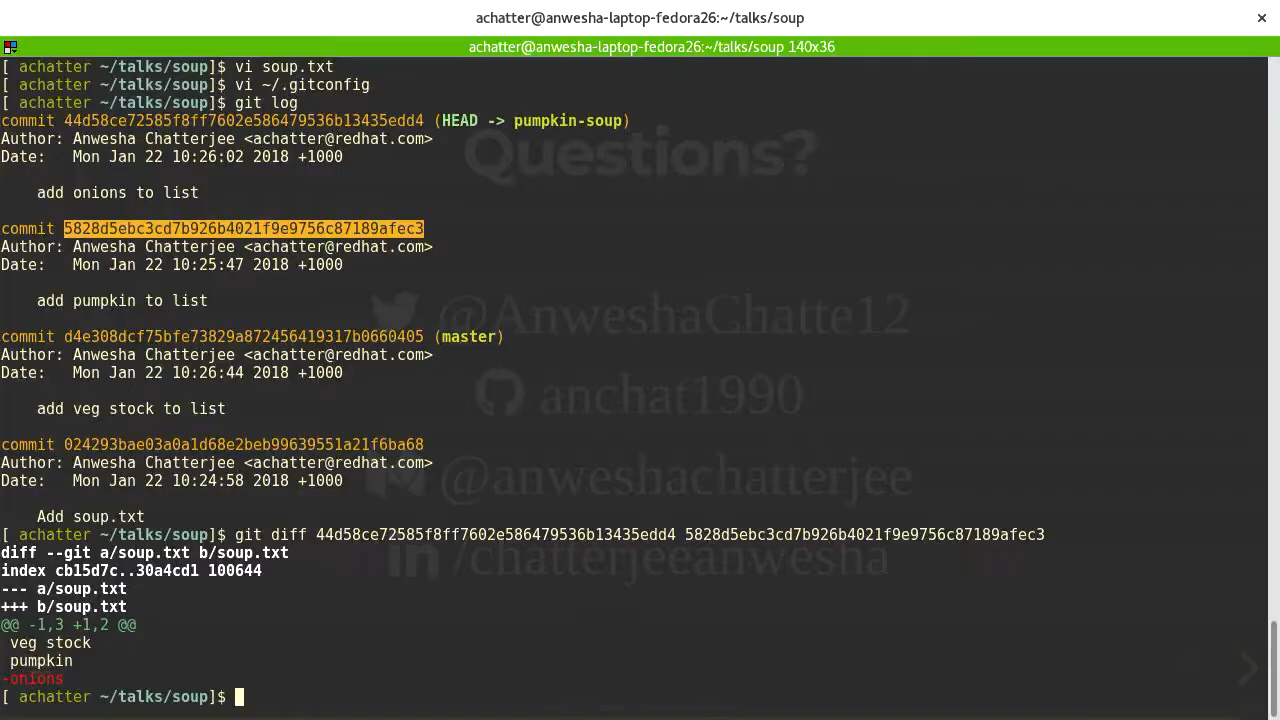 achatter@anwesha-laptop-fedora26:~/talks/soup
achatter@anwesha-laptop-fedora26:~/talks/soup 140x36
[ achatter ~/talks/soup]$ vi soup.txt
[ achatter ~/talks/soup]$ vi ~/.gitconfig
[ achatter ~/talks/soup]$ git log
commit 44d58ce72585f8ff7602e586479536b13435edd4 (HEAD -> pumpkin-soup)
Author: Anwesha Chatterjee <achatter@redhat.com>
Date:   Mon Jan 22 10:26:02 2018 +1000
Questions?
add onions to list
commit 5828d5ebc3cd7b926b4021f9e9756c87189afec3
Author: Anwesha Chatterjee <achatter@redhat.com>
Date:   Mon Jan 22 10:25:47 2018 +1000
add pumpkin to list
@AnweshaChatte12
commit d4e308dcf75bfe73829a872456419317b0660405 (master)
Author: Anwesha Chatterjee <achatter@redhat.com>
Date:   Mon Jan 22 10:26:44 2018 +1000
anchat1990
add veg stock to list
commit 024293bae03a0a1d68e2beb99639551a21f6ba68
Author: Anwesha Chatterjee <achatter@redhat.com>
Date:   Mon Jan 22 10:24:58 2018 +1000
@anweshachatterjee
Add soup.txt
[ achatter ~/talks/soup]$ git diff 44d58ce72585f8ff7602e586479536b13435edd4 5828d5ebc3cd7b926b4021f9e9756c87189afec3
diff --git a/soup.txt b/soup.txt
in /chatterjeeanwesha
index cb15d7c..30a4cd1 100644
--- a/soup.txt
+++ b/soup.txt
@@ -1,3 +1,2 @@
veg stock
pumpkin
-onions
[ achatter ~/talks/soup]$